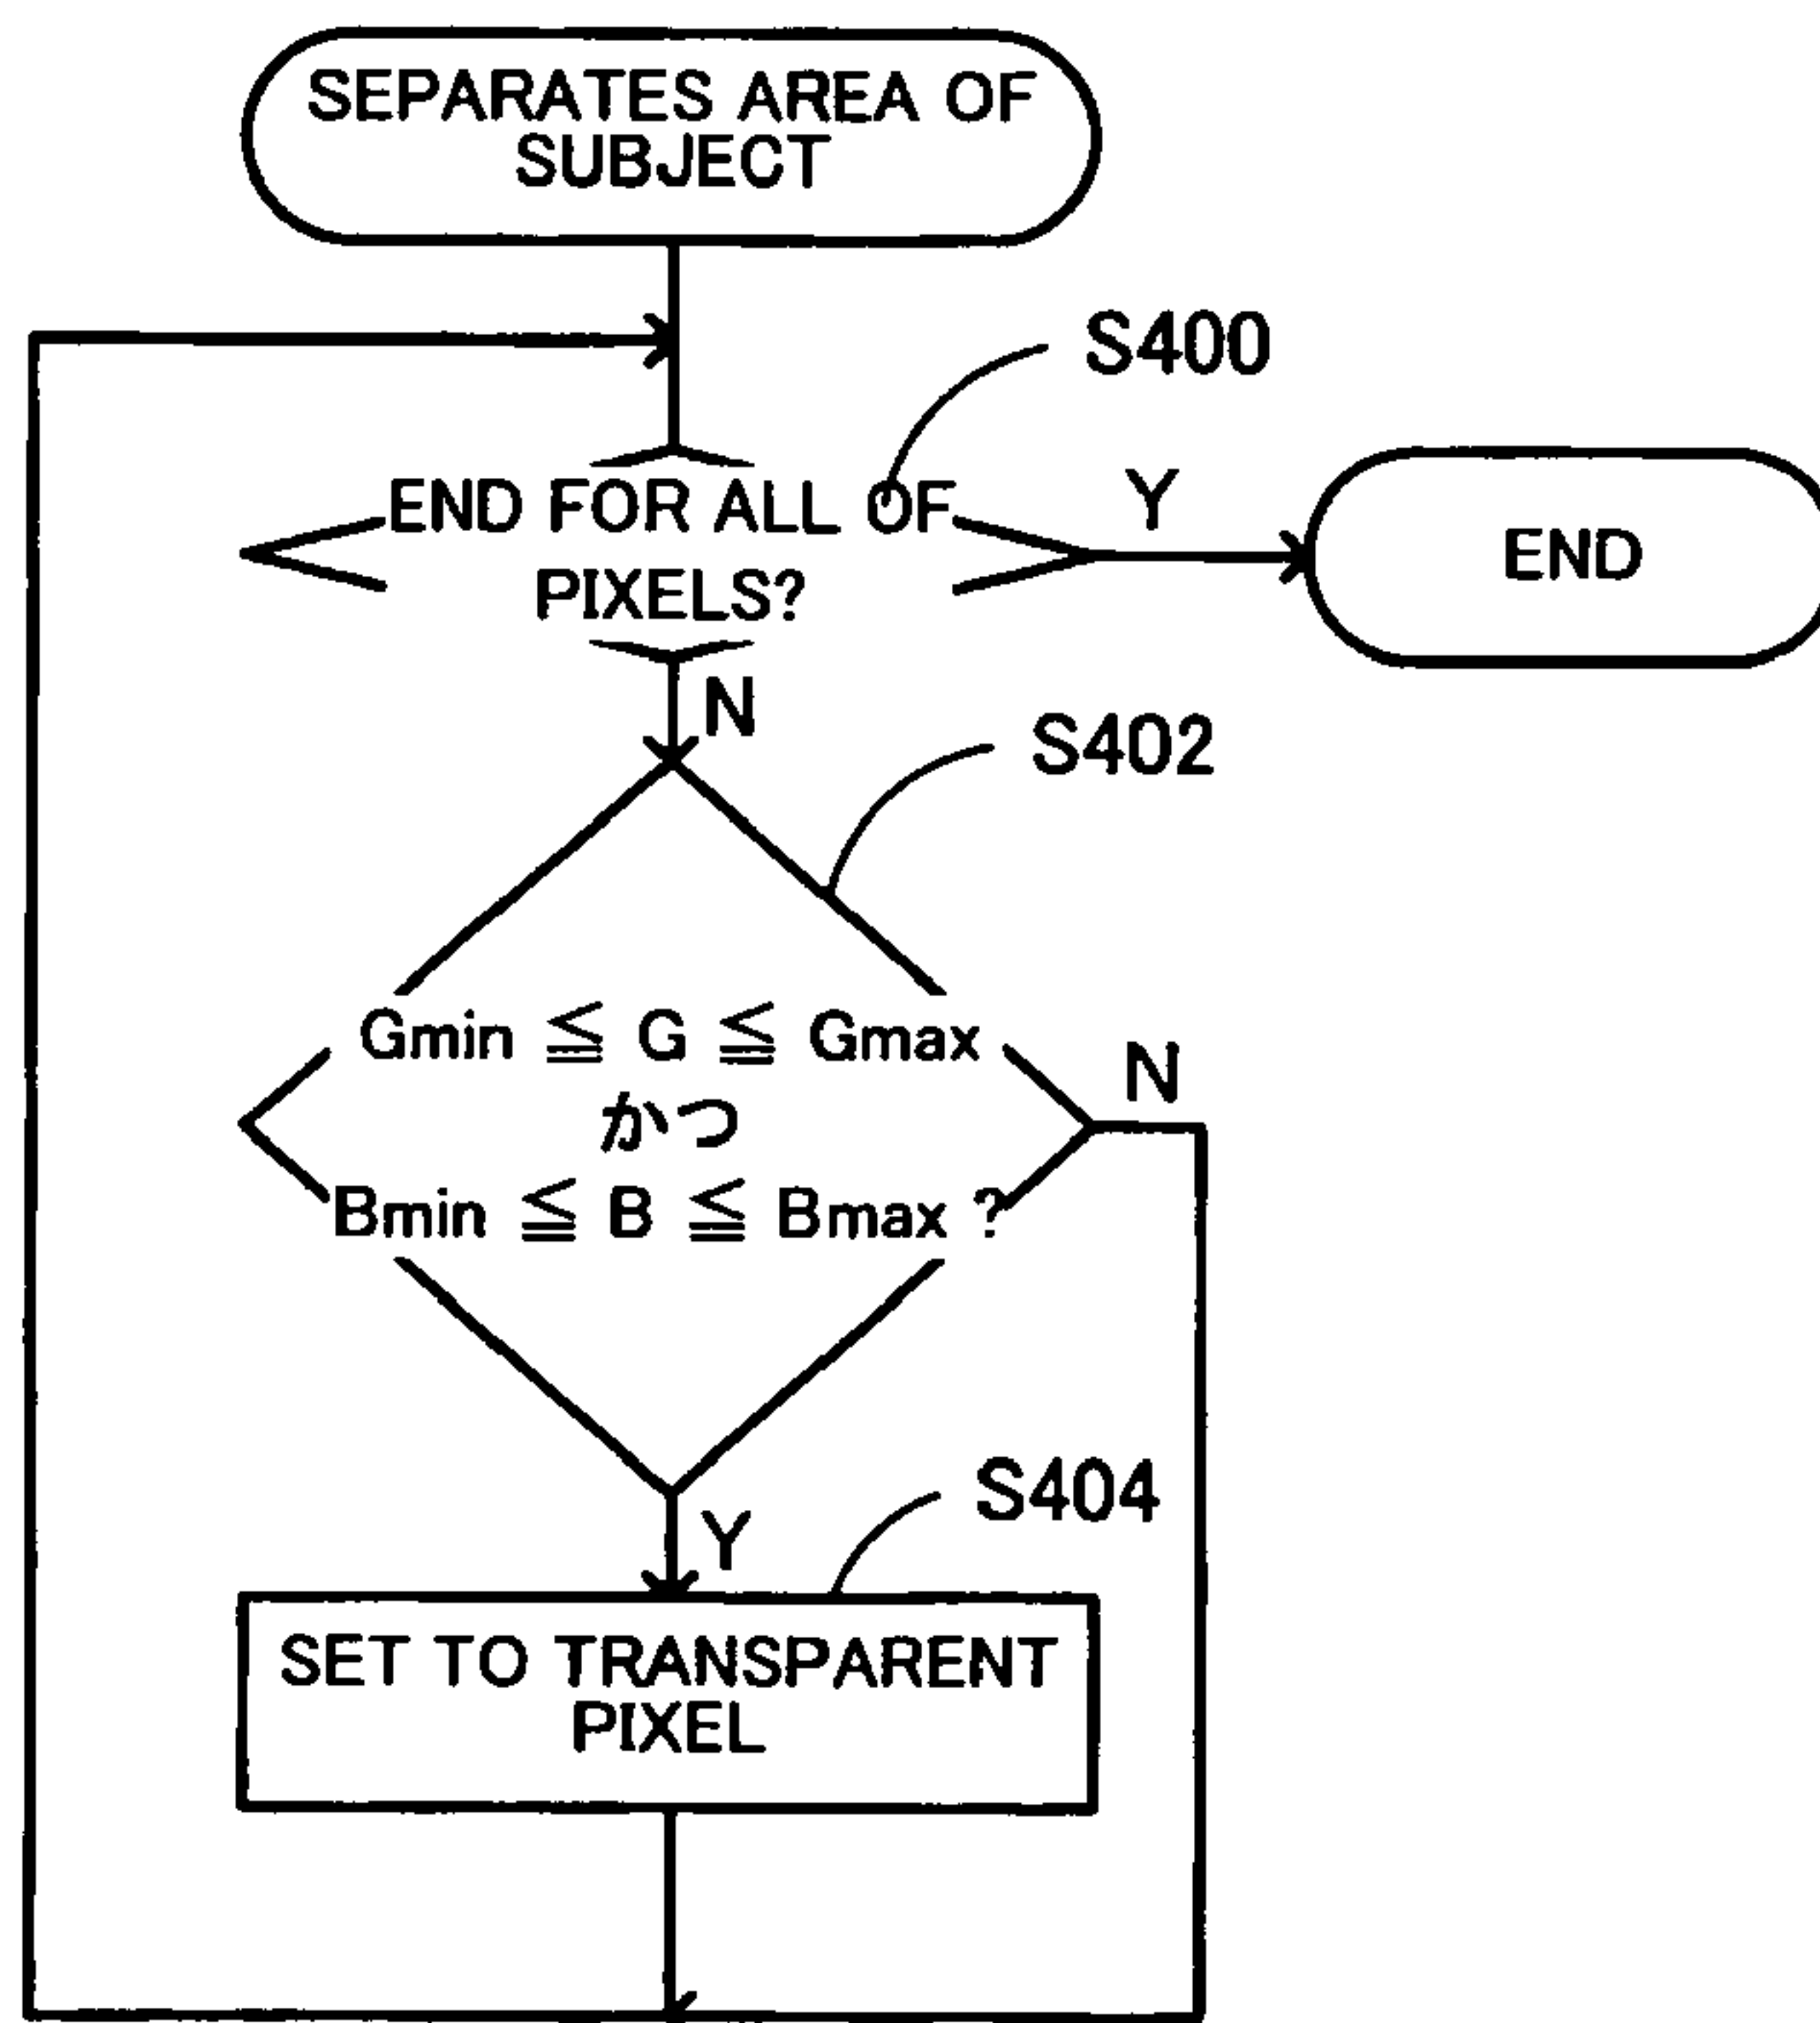 SEPARATES AREA OF
SUBJECT
S400
END FOR ALL OF
PIXELS?
Y
END
N
S402
Gmin ≦ G ≦ Gmax
かつ
Bmin ≦ B ≦ Bmax ?
N
Y
S404
SET TO TRANSPARENT
PIXEL